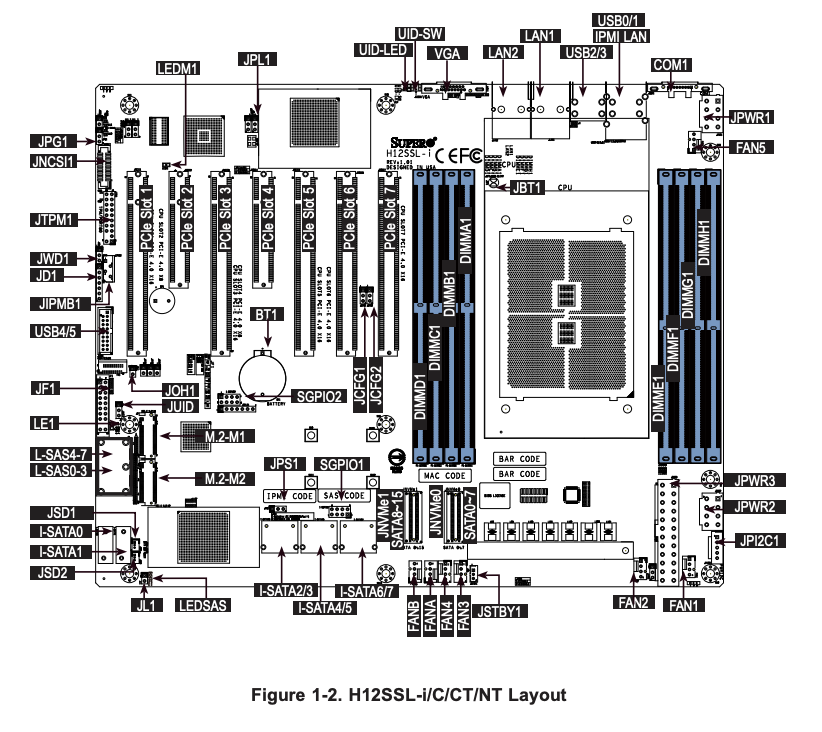 USB0/1
UID-SW
LAN1
IPMI LAN
UID-LED
VGA
LAN2
USB2/3
COM1
JPL1
LEDM1
JPWR1
JPG1
FAN5
SUPERO
H12SSL-i
REV:1.01
DESIGNED IN USA
CPU
JNCSI1
JBT1
CPU
PCIe Slot 1
PCIe Slot 2
PCIe Slot 3
PCIe Slot 4
PCIe Slot 5
PCIe Slot 6
PCIe Slot 7
JTPM1
DIMMA1
DIMMB1
DIMMC1
DIMMD1
DIMMH1
DIMMG1
DIMMF1
DIMME1
JWD1
JD1
JIPMB1
USB4/5
BT1
JCFG1
JCFG2
BATTERY
JF1
JOH1
SGPIO2
JUID
LE1
M.2-M1
L-SAS4-7
L-SAS0-3
M.2-M2
JPS1
SGPIO1
IPMI CODE
SAS CODE
BAR CODE
MAC CODE
BAR CODE
JPWR3
JPWR2
JPI2C1
JNVMe1
SATA8-15
JNVMe0
SATA0-7
JSD1
I-SATA0
I-SATA1
JSD2
JL1
LEDSAS
I-SATA2/3
I-SATA4/5
I-SATA6/7
FANB
FANA
FAN4
FAN3
JSTBY1
FAN2
FAN1
Figure 1-2. H12SSL-i/C/CT/NT Layout